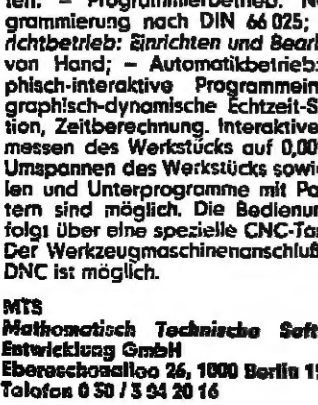 ten. – Programmierbetrieb: N
grammierung nach DIN 66 025;
richtbetrieb: Einrichten und Bearb
von Hand; – Automatikbetrieb:
phisch-interaktive Programmein
graphisch-dynamische Echtzeit-S
tion, Zeitberechnung. Interaktive
messen des Werkstücks auf 0,00
Umspannen des Werkstücks sowi
len und Unterprogramme mit Pa
tern sind möglich. Die Bedienun
folgt über eine spezielle CNC-Ta
Der Werkzeugmaschinenanschluß
DNC ist möglich.
MTS
Mathematisch Technische Soft
Entwicklung GmbH
Ebereschenallee 26, 1000 Berlin 19
Telefon 0 30 / 3 04 20 16